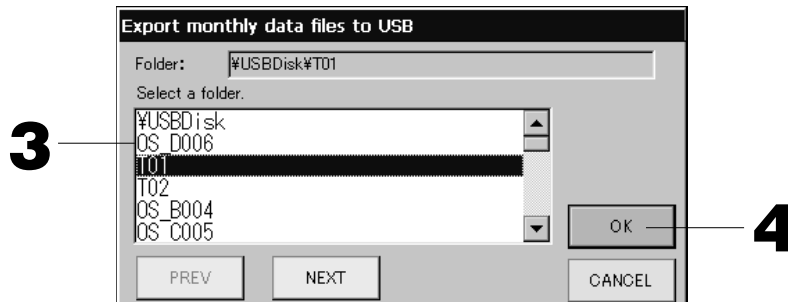 Export monthly data files to USB
Folder: ¥USBDisk¥T01
Select a folder.
¥USBDisk
3
OS_D006
T01
T02
OS_B004
OS_C005
OK
4
PREV
NEXT
CANCEL